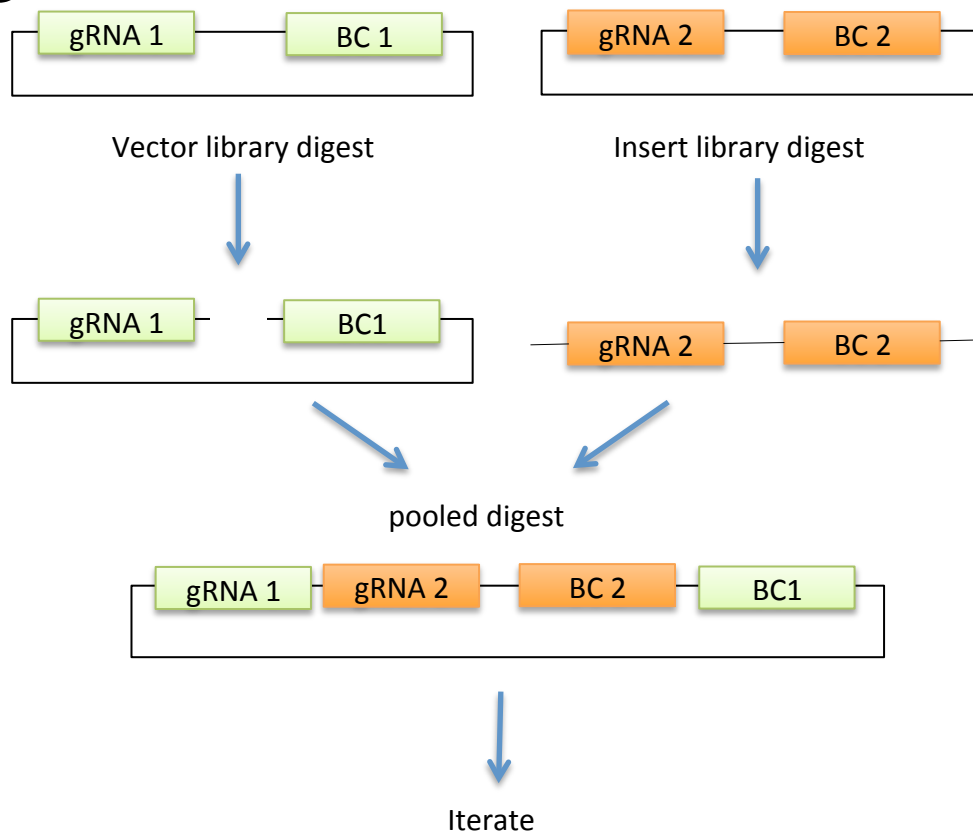 gRNA 1 BC 1 gRNA 2 BC 2
Vector library digest Insert library digest
gRNA 1 BC1 gRNA 2 BC 2
pooled digest
gRNA 1 gRNA 2 BC 2 BC1
Iterate